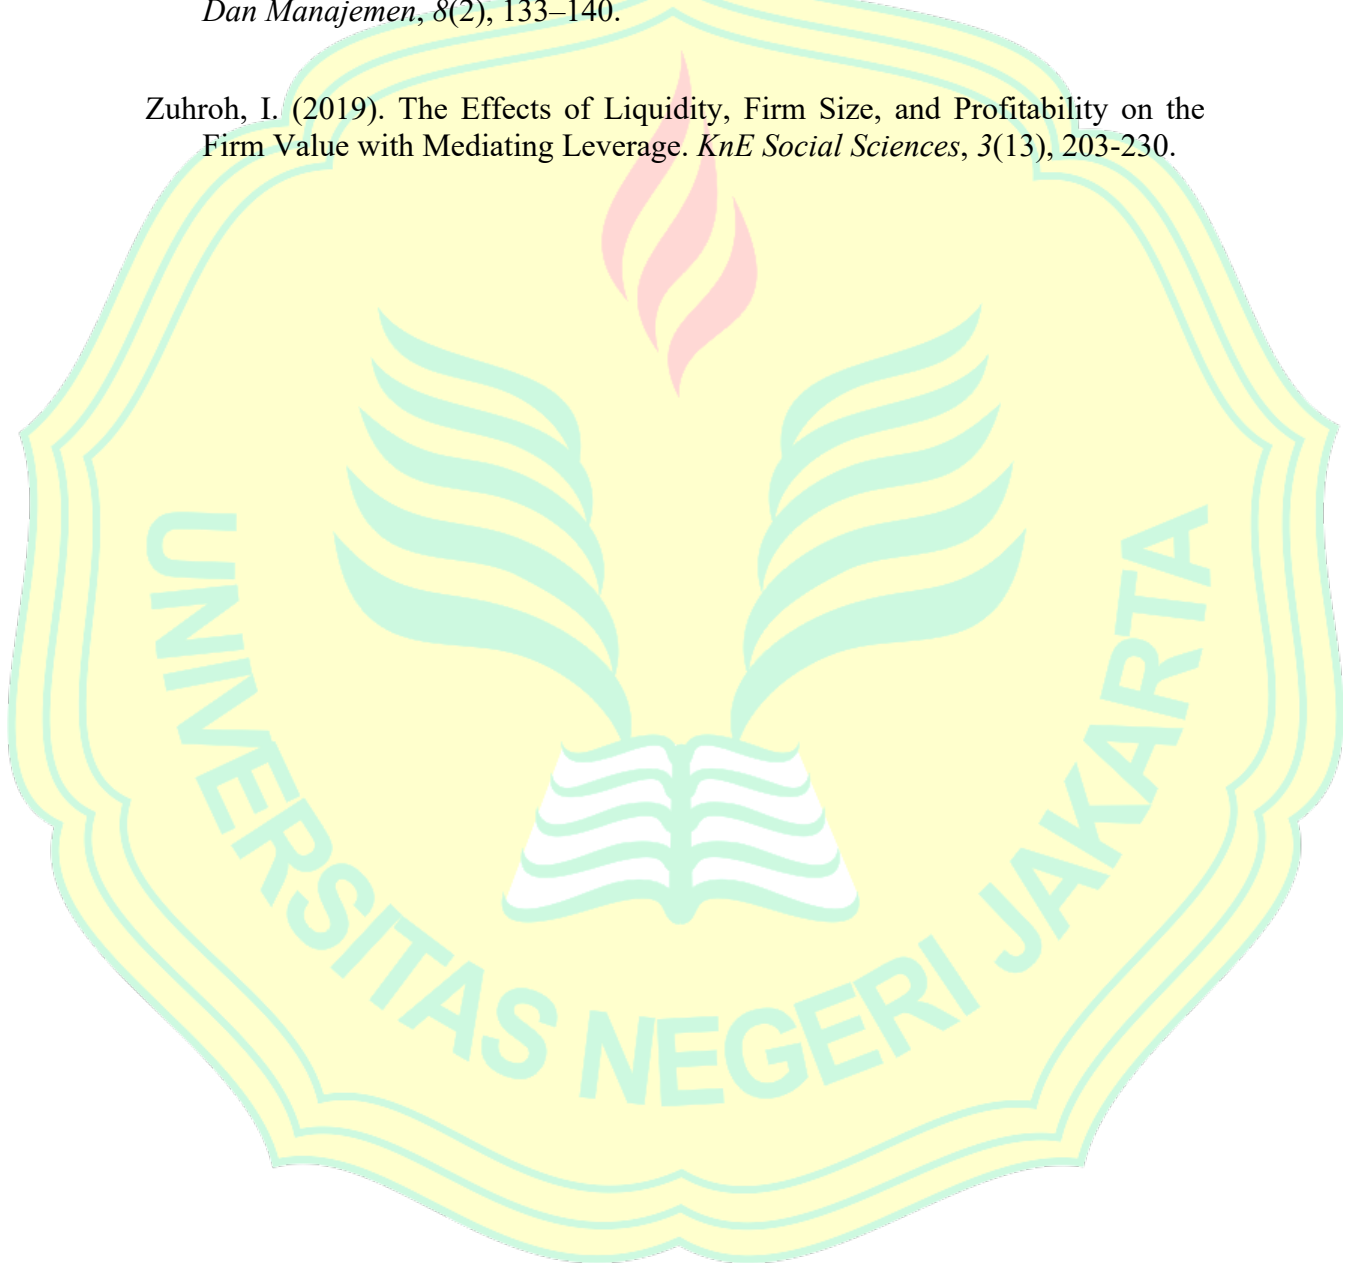 Dan Manajemen, 8(2), 133–140.
Zuhroh, I. (2019). The Effects of Liquidity, Firm Size, and Profitability on the
Firm Value with Mediating Leverage. KnE Social Sciences, 3(13), 203-230.
UNIVERSITAS NEGERI JAKARTA